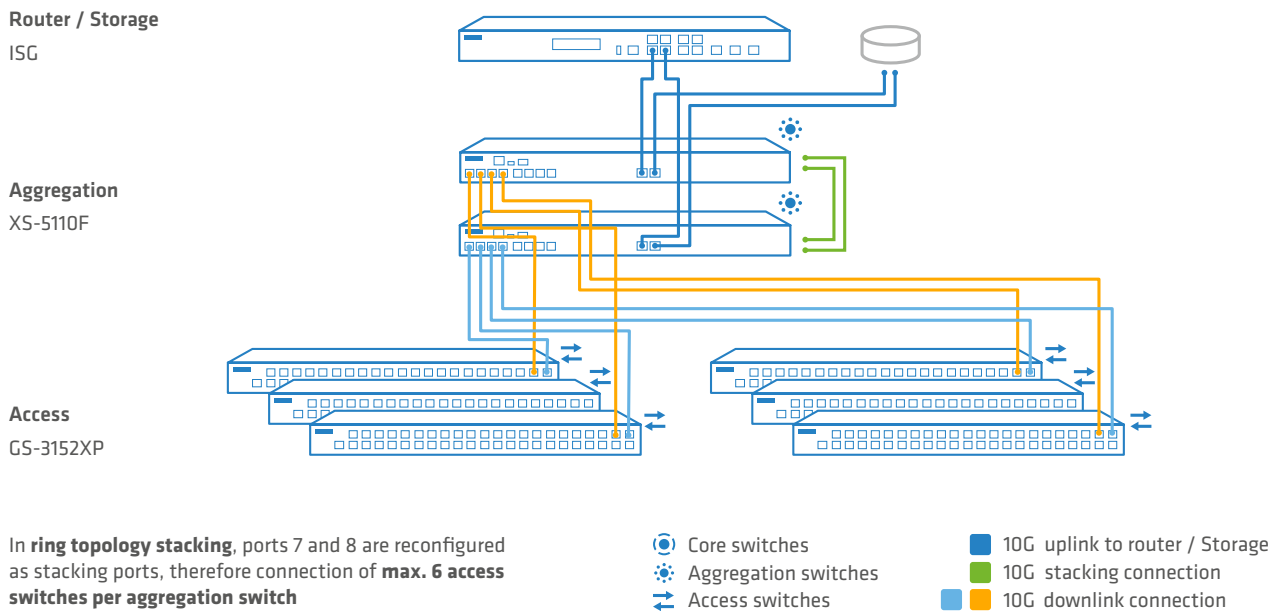 Router / Storage
ISG
Aggregation
XS-5110F
Access
GS-3152XP
In ring topology stacking, ports 7 and 8 are reconfigured
as stacking ports, therefore connection of max. 6 access
switches per aggregation switch
Core switches
Aggregation switches
Access switches
10G uplink to router / Storage
10G stacking connection
10G downlink connection